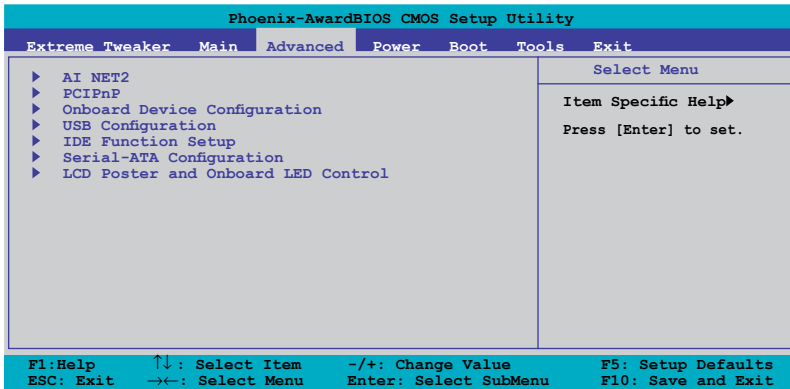 Phoenix-AwardBIOS CMOS Setup Utility
Extreme Tweaker Main Advanced Power Boot Tools Exit
AI NET2
PCIPnP
Onboard Device Configuration
USB Configuration
IDE Function Setup
Serial-ATA Configuration
LCD Poster and Onboard LED Control
Select Menu
Item Specific Help
Press [Enter] to set.
F1:Help ↑↓: Select Item -/+: Change Value F5: Setup Defaults
ESC: Exit →←: Select Menu Enter: Select SubMenu F10: Save and Exit